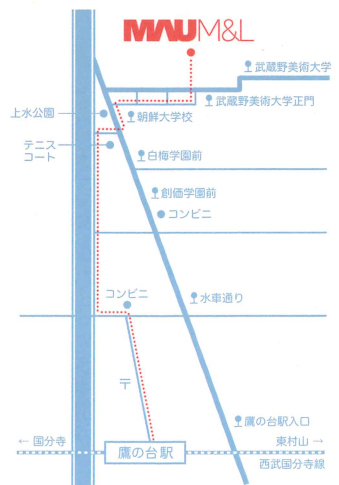 MAU M&L
武蔵野美術大学
武蔵野美術大学正門
上水公園
朝鮮大学校
テニス
コート
白梅学園前
創価学園前
コンビニ
コンビニ
水車通り
〒
鷹の台駅入口
← 国分寺
東村山 →
鷹の台駅
西武国分寺線